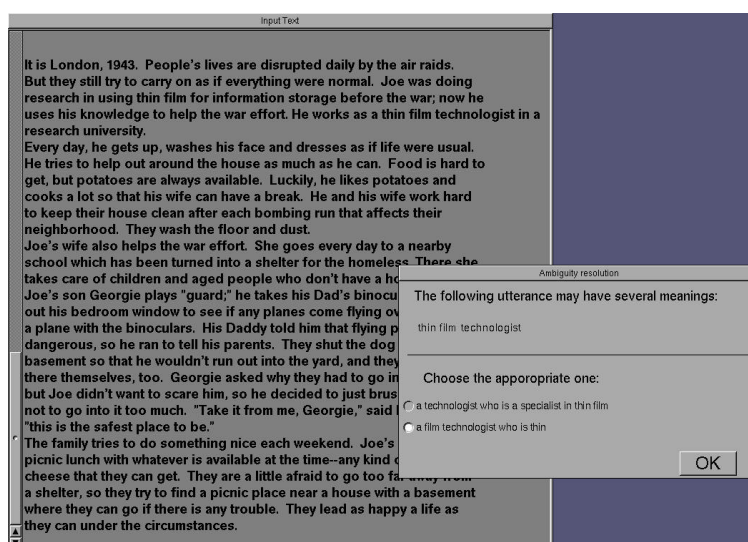 Input Text
It is London, 1943. People's lives are disrupted daily by the air raids.
But they still try to carry on as if everything were normal. Joe was doing
research in using thin film for information storage before the war; now he
uses his knowledge to help the war effort. He works as a thin film technologist in a
research university.
Every day, he gets up, washes his face and dresses as if life were usual.
He tries to help out around the house as much as he can. Food is hard to
get, but potatoes are always available. Luckily, he likes potatoes and
cooks a lot so that his wife can have a break. He and his wife work hard
to keep their house clean after each bombing run that affects their
neighborhood. They wash the floor and dust.
Joe's wife also helps the war effort. She goes every day to a nearby
school which has been turned into a shelter for the homeless. There she
takes care of children and aged people who don't have a
Joe's son Georgie plays "guard;" he takes his Dad's
out his bedroom window to see if any planes come flying
a plane with the binoculars. His Daddy told him that flying
dangerous, so he ran to tell his parents. They shut the dog
basement so that he wouldn't run out into the yard, and they
there themselves, too. Georgie asked why they had to go in
but Joe didn't want to scare him, so he decided to just
not to go into it too much. "Take it from me, Georgie," said
"this is the safest place to be."
The family tries to do something nice each weekend. Joe's
picnic lunch with whatever is available at the time--any kind
cheese that they can get. They are a little afraid to go too far away from
a shelter, so they try to find a picnic place near a house with a basement
where they can go if there is any trouble. They lead as happy a life as
they can under the circumstances.
Ambiguity resolution
The following utterance may have several meanings:
thin film technologist
Choose the apporopriate one:
a technologist who is a specialist in thin film
a film technologist who is thin
OK